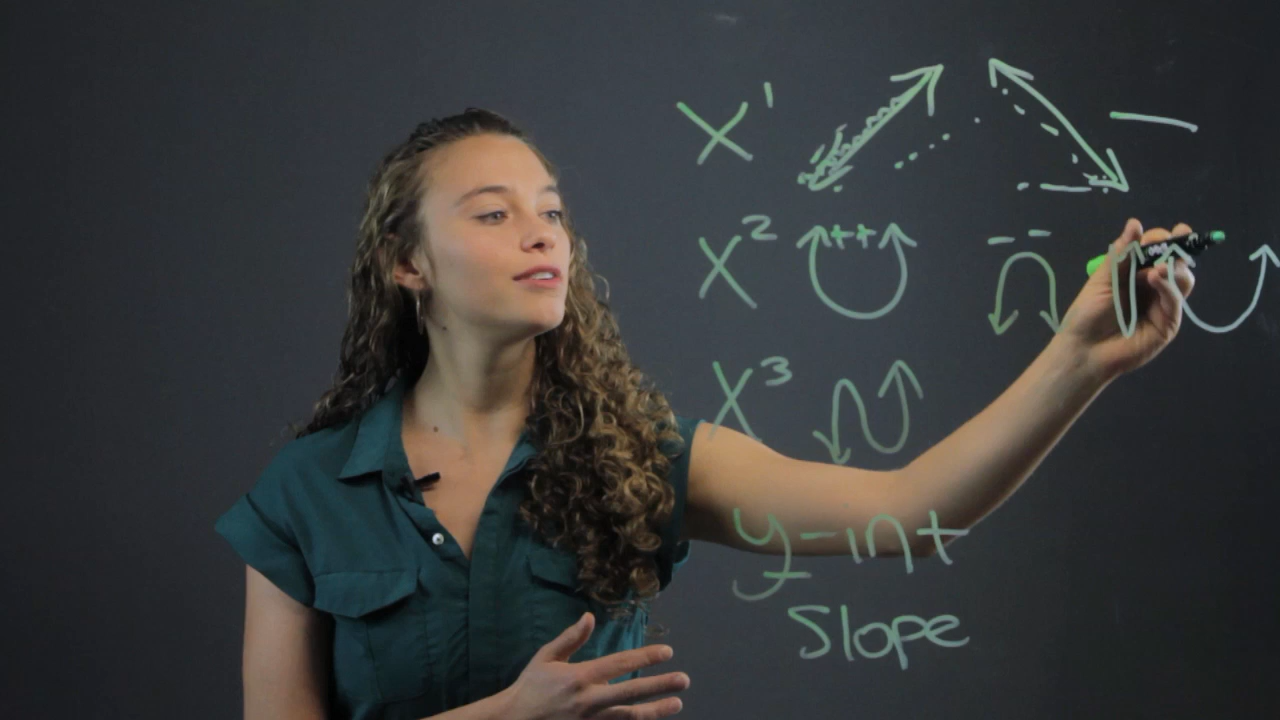 X¹
X² ++ --
X³
y-int
Slope